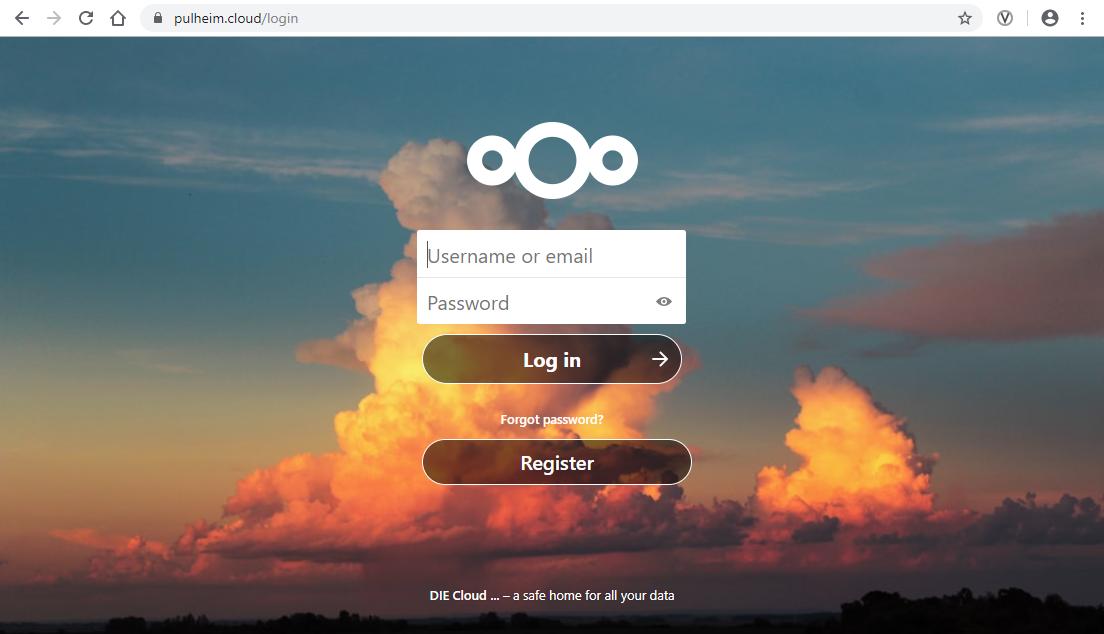 pulheim.cloud/login
Username or email
Password
Log in
Forgot password?
Register
DIE Cloud ... – a safe home for all your data